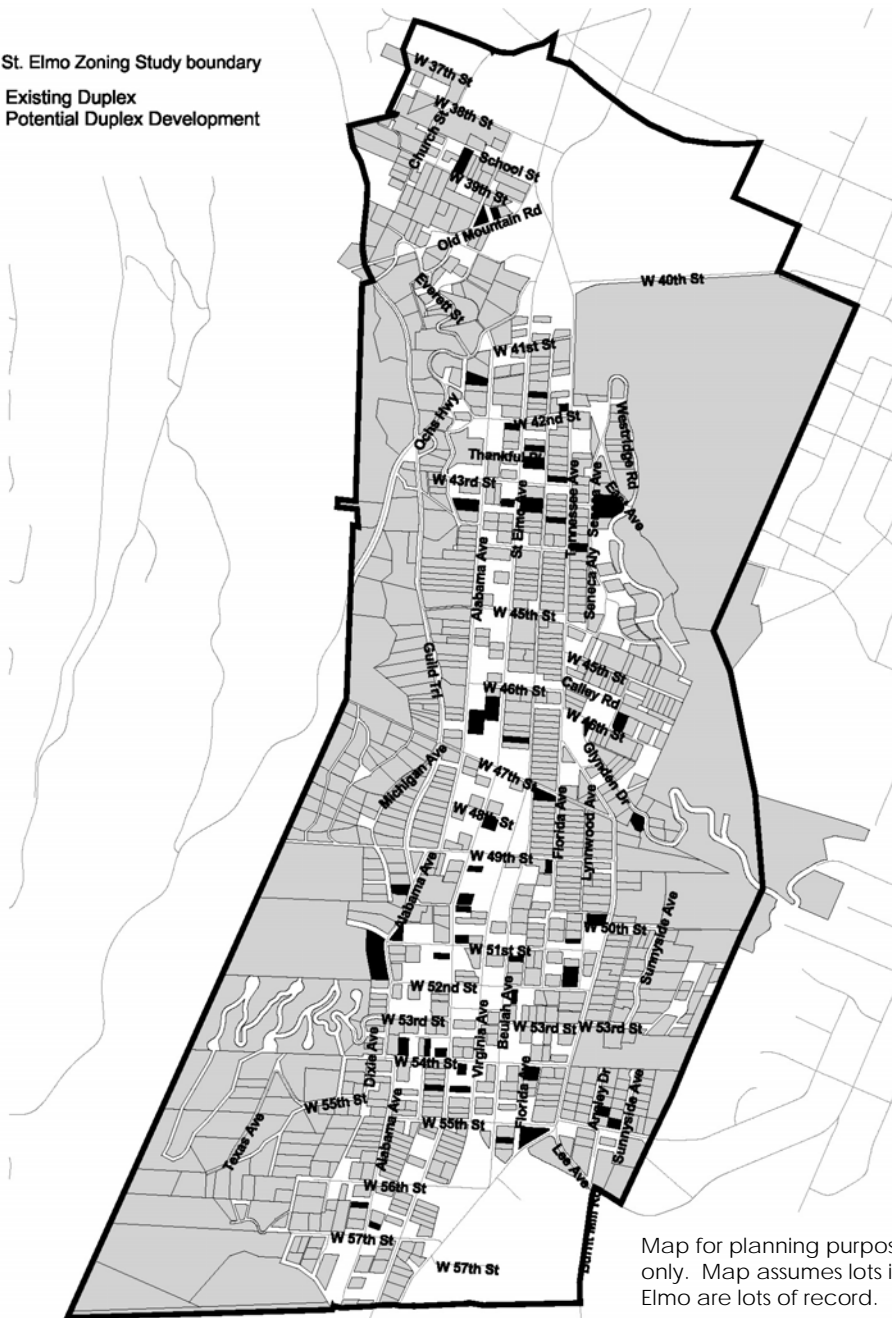 St. Elmo Zoning Study boundary
Existing Duplex
Potential Duplex Development
W 37th St
W 38th St
Church St
School St
W 39th St
Old Mountain Rd
W 40th St
Everett St
W 41st St
Ochs Hwy
W 42nd St
Westridge Rd
Thankful Pl
W 43rd St
St Elmo Ave
Tennessee Ave
Seneca Ave
Alabama Ave
Seneca Aly
W 45th St
Guild Trl
W 45th St
Calley Rd
W 46th St
W 46th St
Glynden Dr
Michigan Ave
W 47th St
W 48th St
Florida Ave
Lynnwood Ave
W 49th St
Alabama Ave
W 50th St
Sunnyside Ave
W 51st St
W 52nd St
Beulah Ave
Virginia Ave
W 53rd St
W 53rd St
W 53rd St
Dixie Ave
W 54th St
Florida Ave
Sunnyside Ave
W 55th St
W 55th St
Texas Ave
Alabama Ave
Lee Ave
W 56th St
Burnt Mill Rd
W 57th St
W 57th St
Map for planning purpos
only. Map assumes lots i
Elmo are lots of record.